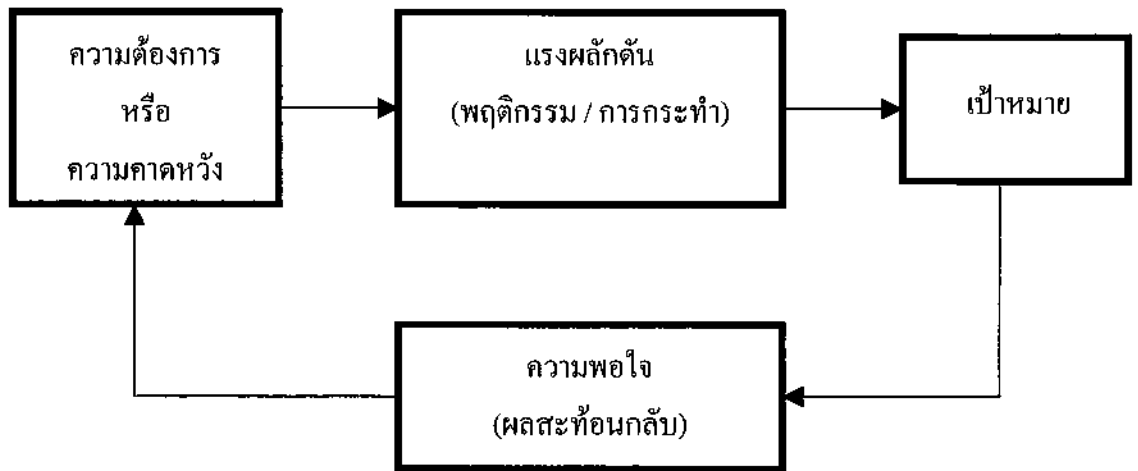 ความต้องการ
หรือ
ความคาดหวัง
แรงผลักดัน
(พฤติกรรม / การกระทำ)
เป้าหมาย
ความพอใจ
(ผลสะท้อนกลับ)